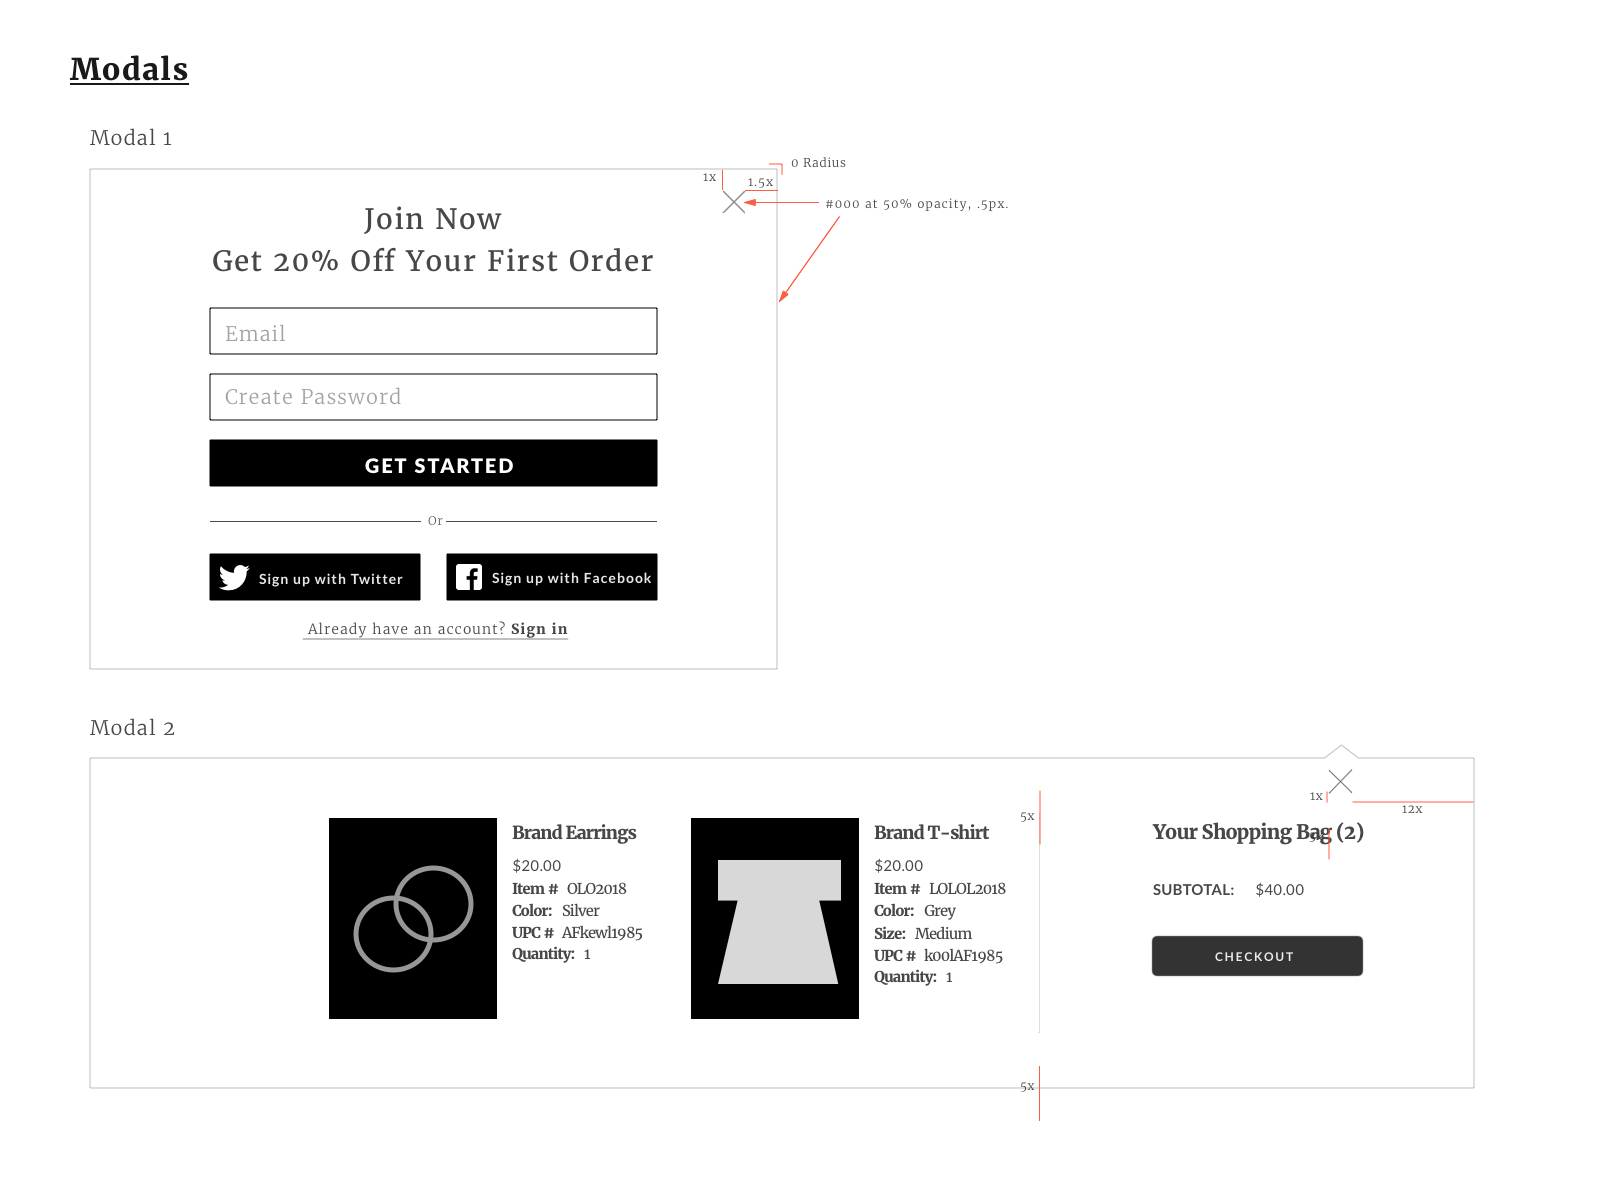 Modals
Modal 1
0 Radius
1x
1.5x
#000 at 50% opacity, .5px.
Join Now
Get 20% Off Your First Order
Email
Create Password
GET STARTED
Or
Sign up with Twitter
Sign up with Facebook
Already have an account? Sign in
Modal 2
Brand Earrings
$20.00
Item # OLO2018
Color: Silver
UPC # AFkewl1985
Quantity: 1
Brand T-shirt
$20.00
Item # LOLOL2018
Color: Grey
Size: Medium
UPC # k00lAF1985
Quantity: 1
5x
5x
1x
12x
Your Shopping Bag (2)
SUBTOTAL: $40.00
CHECKOUT